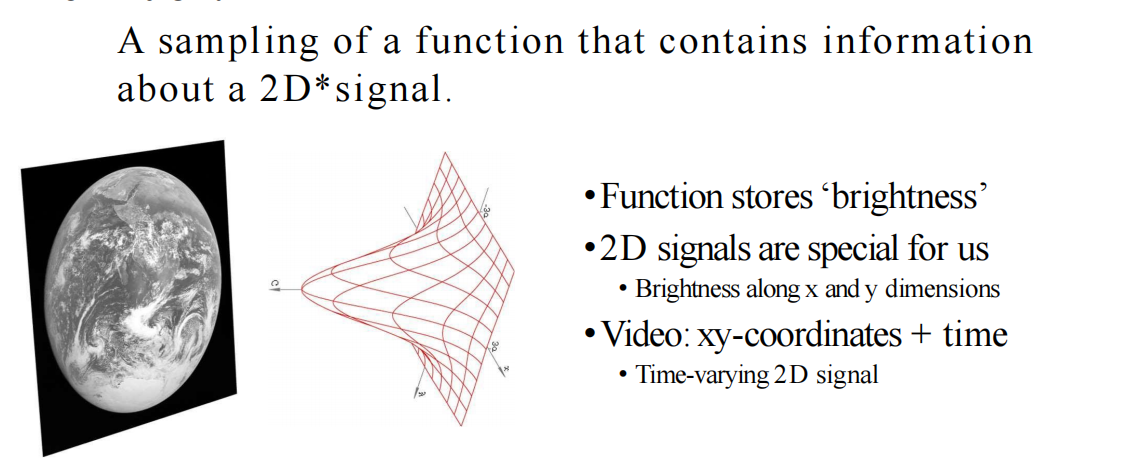 A sampling of a function that contains information
about a 2D*signal.
•Function stores ‘brightness’
•2D signals are special for us
• Brightness along x and y dimensions
•Video: xy-coordinates + time
• Time-varying 2D signal
G
-3σ
3σ
x